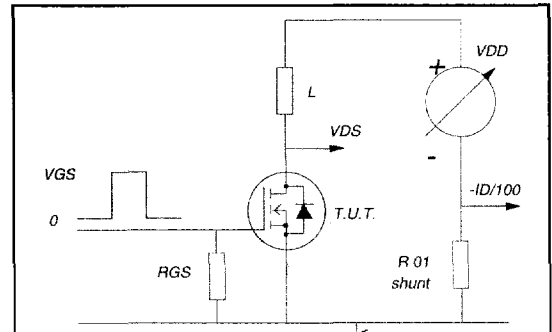 VDD
+
L
VDS
-
VGS
-ID/100
0
T.U.T.
RGS
R 01
shunt